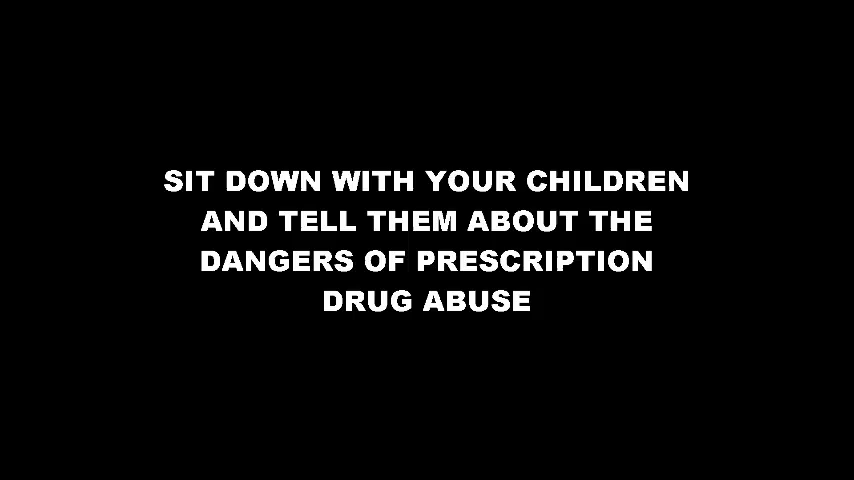 SIT DOWN WITH YOUR CHILDREN
AND TELL THEM ABOUT THE
DANGERS OF PRESCRIPTION
DRUG ABUSE